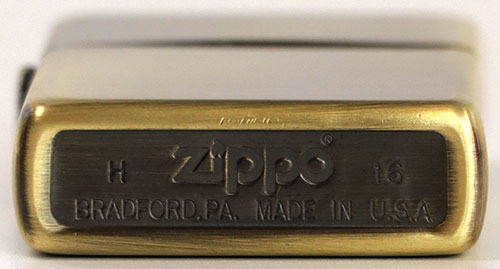 H Zippo® 16
BRADFORD, PA. MADE IN U.S.A.